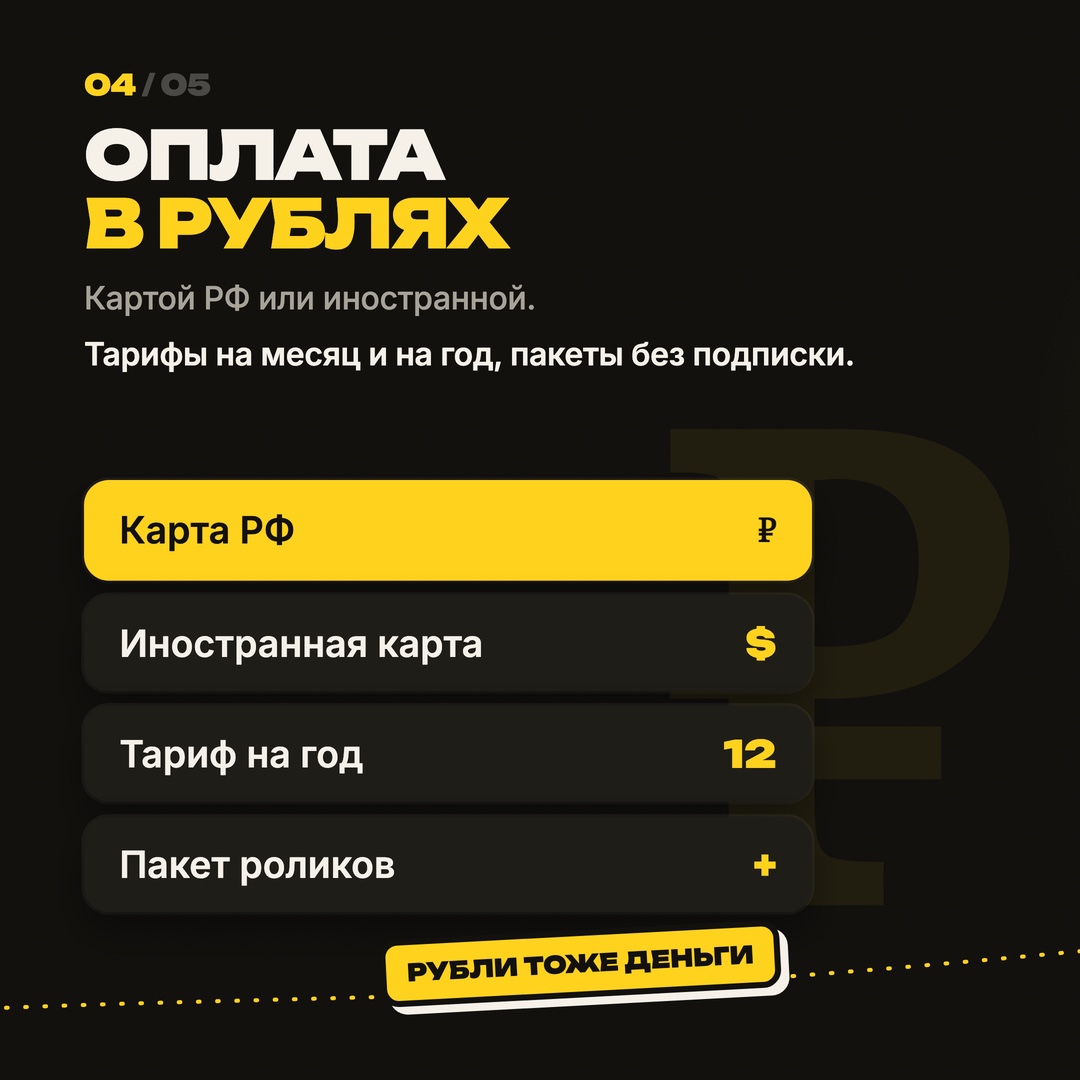 04 / 05
ОПЛАТА
В РУБЛЯХ
Картой РФ или иностранной.
Тарифы на месяц и на год, пакеты без подписки.
₽
Карта РФ ₽
Иностранная карта $
Тариф на год 12
Пакет роликов +
РУБЛИ ТОЖЕ ДЕНЬГИ